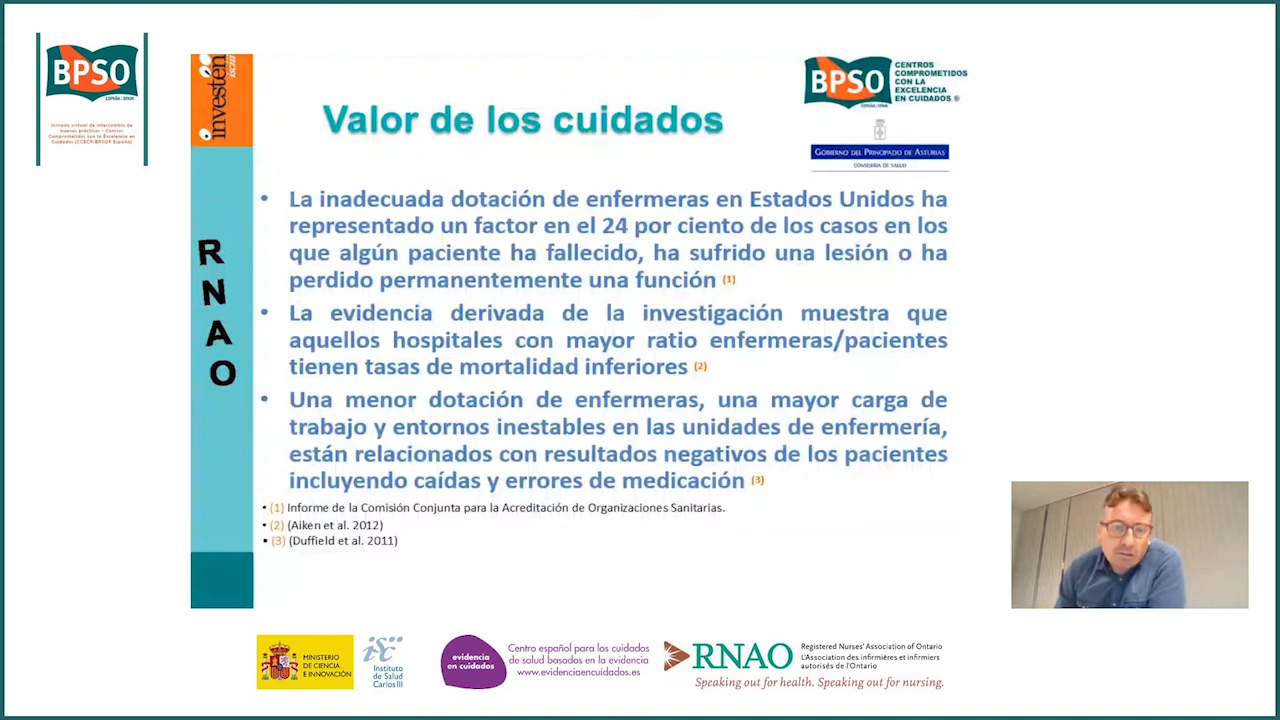 BPSO
ESPAÑA / SPAIN
Jornada virtual de intercambio de
buenas prácticas - Centros
Comprometidos con la Excelencia en
Cuidados (CCEC®/BPSO® España)
investén
isciii
R
N
A
O
Valor de los cuidados
BPSO
ESPAÑA / SPAIN
CENTROS
COMPROMETIDOS
CON LA
EXCELENCIA
EN CUIDADOS ®
GOBIERNO DEL PRINCIPADO DE ASTURIAS
CONSEJERÍA DE SALUD
• La inadecuada dotación de enfermeras en Estados Unidos ha
representado un factor en el 24 por ciento de los casos en los
que algún paciente ha fallecido, ha sufrido una lesión o ha
perdido permanentemente una función (1)
• La evidencia derivada de la investigación muestra que
aquellos hospitales con mayor ratio enfermeras/pacientes
tienen tasas de mortalidad inferiores (2)
• Una menor dotación de enfermeras, una mayor carga de
trabajo y entornos inestables en las unidades de enfermería,
están relacionados con resultados negativos de los pacientes
incluyendo caídas y errores de medicación (3)
• (1) Informe de la Comisión Conjunta para la Acreditación de Organizaciones Sanitarias.
• (2) (Aiken et al. 2012)
• (3) (Duffield et al. 2011)
MINISTERIO
DE CIENCIA
E INNOVACIÓN
isc
Instituto
de Salud
Carlos III
evidencia
en cuidados
Centro español para los cuidados
de salud basados en la evidencia
www.evidenciaencuidados.es
RNAO
Registered Nurses' Association of Ontario
L'Association des infirmières et infirmiers
autorisés de l'Ontario
Speaking out for health. Speaking out for nursing.